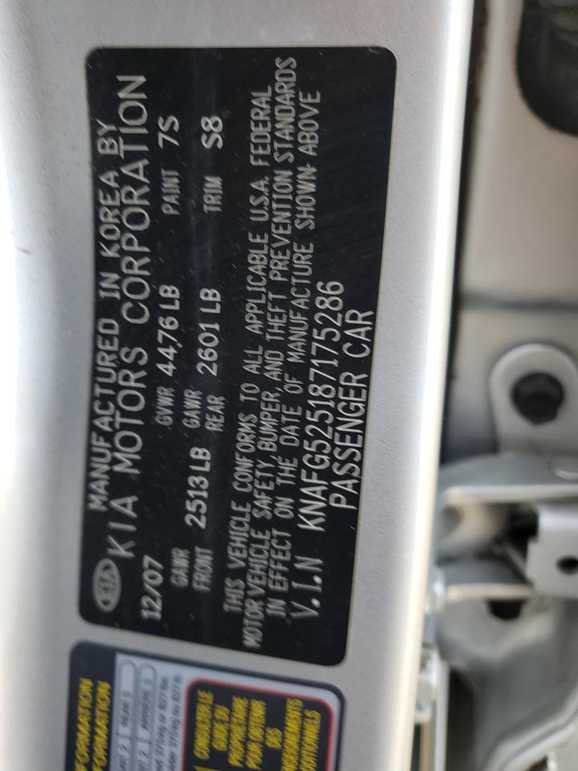 KIA
MANUFACTURED IN KOREA BY
KIA MOTORS CORPORATION
12/07 GVWR 4476 LB PAINT 7S
GAWR FRONT 2513 LB GAWR REAR 2601 LB TRIM S8
THIS VEHICLE CONFORMS TO ALL APPLICABLE U.S.A. FEDERAL
MOTOR VEHICLE SAFETY, BUMPER, AND THEFT PREVENTION STANDARDS
IN EFFECT ON THE DATE OF MANUFACTURE SHOWN ABOVE
V.I.N KNAFG525187175286
PASSENGER CAR